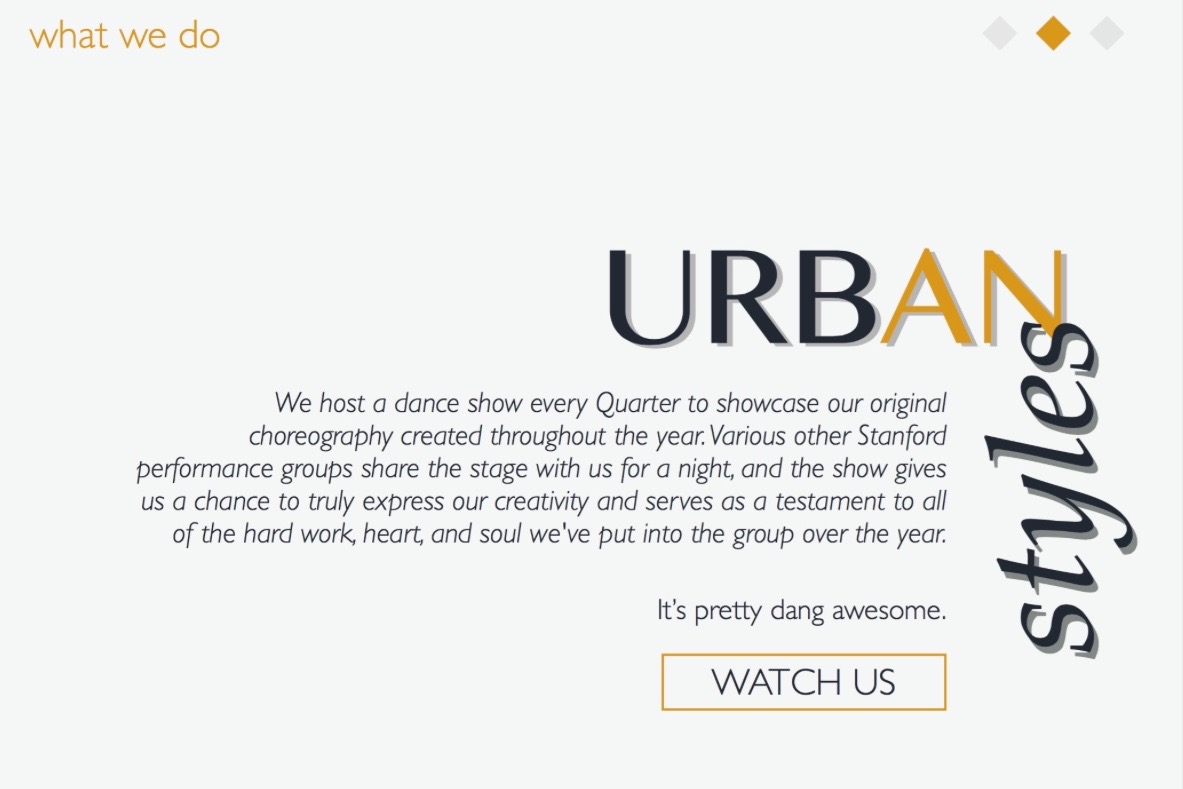 what we do
URBAN
styles
We host a dance show every Quarter to showcase our original
choreography created throughout the year. Various other Stanford
performance groups share the stage with us for a night, and the show gives
us a chance to truly express our creativity and serves as a testament to all
of the hard work, heart, and soul we've put into the group over the year.
It’s pretty dang awesome.
WATCH US